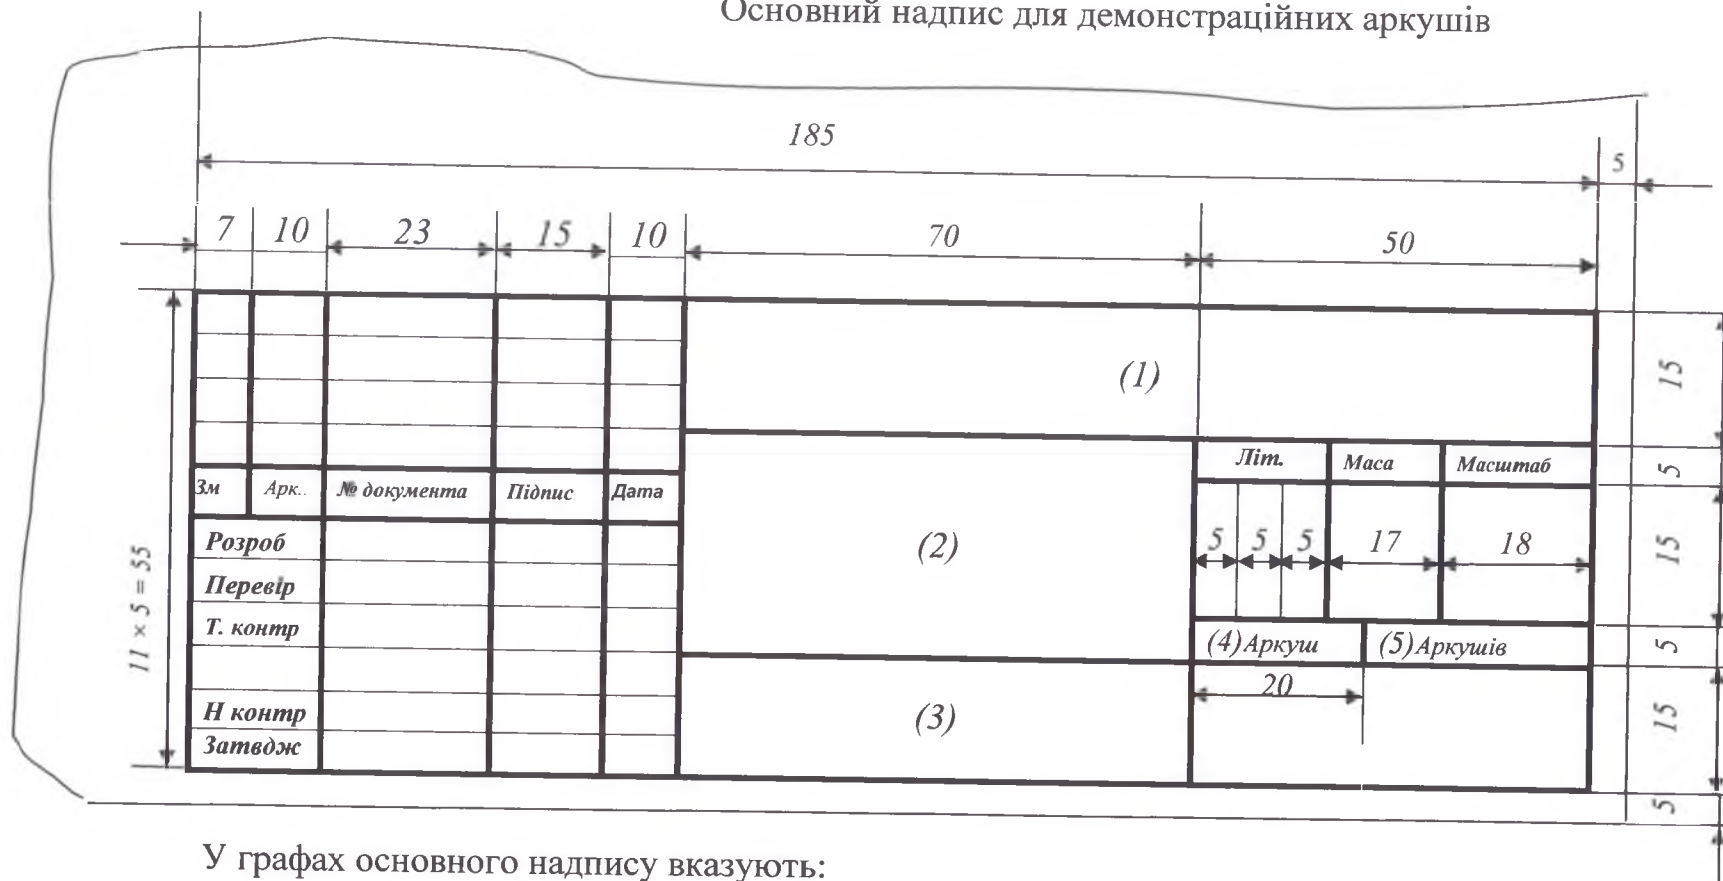 Основний надпис для демонстраційних аркушів
185
5
7 10 23 15 10 70 50
(1)
15
Літ. Маса Масштаб
5
Зм Арк.. № документа Підпис Дата
(2)
5 5 5 17 18
15
11 × 5 = 55
Розроб
Перевір
Т. контр
(4) Аркуш (5) Аркушів
5
20
(3)
15
Н контр
Затвдж
5
У графах основного надпису вказують: